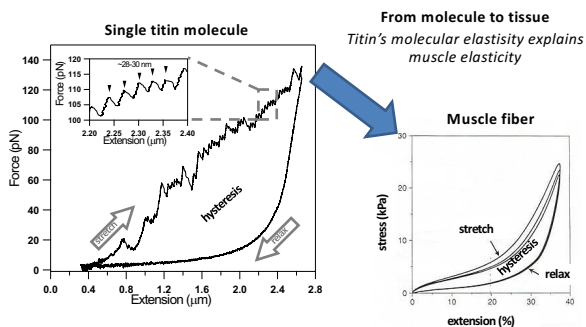 Single titin molecule
From molecule to tissue
Titin's molecular elastisity explains
muscle elasticity
140
120
100
80
60
40
20
0
Force (pN)
0.0 0.4 0.8 1.2 1.6 2.0 2.4 2.8
Extension (μm)
~28-30 nm
120
115
110
105
100
Force (pN)
2.20 2.25 2.30 2.35 2.40
Extension (μm)
stretch
hysteresis
relax
Muscle fiber
30
20
10
0
stress (kPa)
0 10 20 30 40
extension (%)
stretch
hysteresis
relax